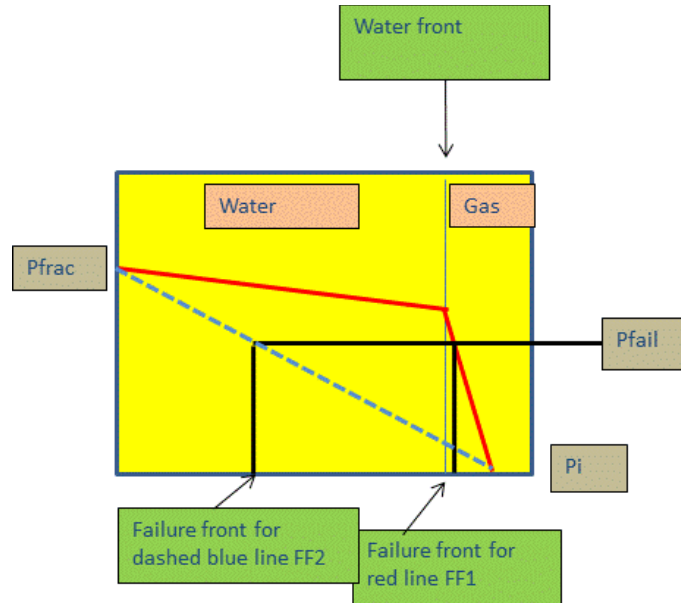 Water front
Water
Gas
Pfrac
Pfail
Pi
Failure front for
dashed blue line FF2
Failure front for
red line FF1